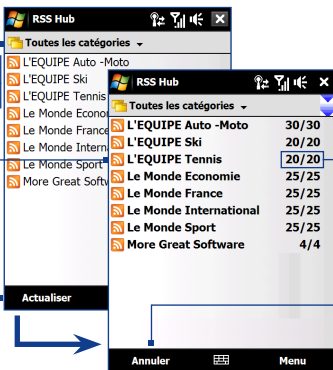 RSS Hub
Toutes les catégories
L'EQUIPE Auto -Moto
L'EQUIPE Ski
L'EQUIPE Tennis
Le Monde Econo
Le Monde France
Le Monde Intern
Le Monde Sport
More Great Softw
Actualiser
RSS Hub
Toutes les catégories
L'EQUIPE Auto -Moto 30/30
L'EQUIPE Ski 20/20
L'EQUIPE Tennis 20/20
Le Monde Economie 25/25
Le Monde France 25/25
Le Monde International 25/25
Le Monde Sport 25/25
More Great Software 4/4
Annuler Menu